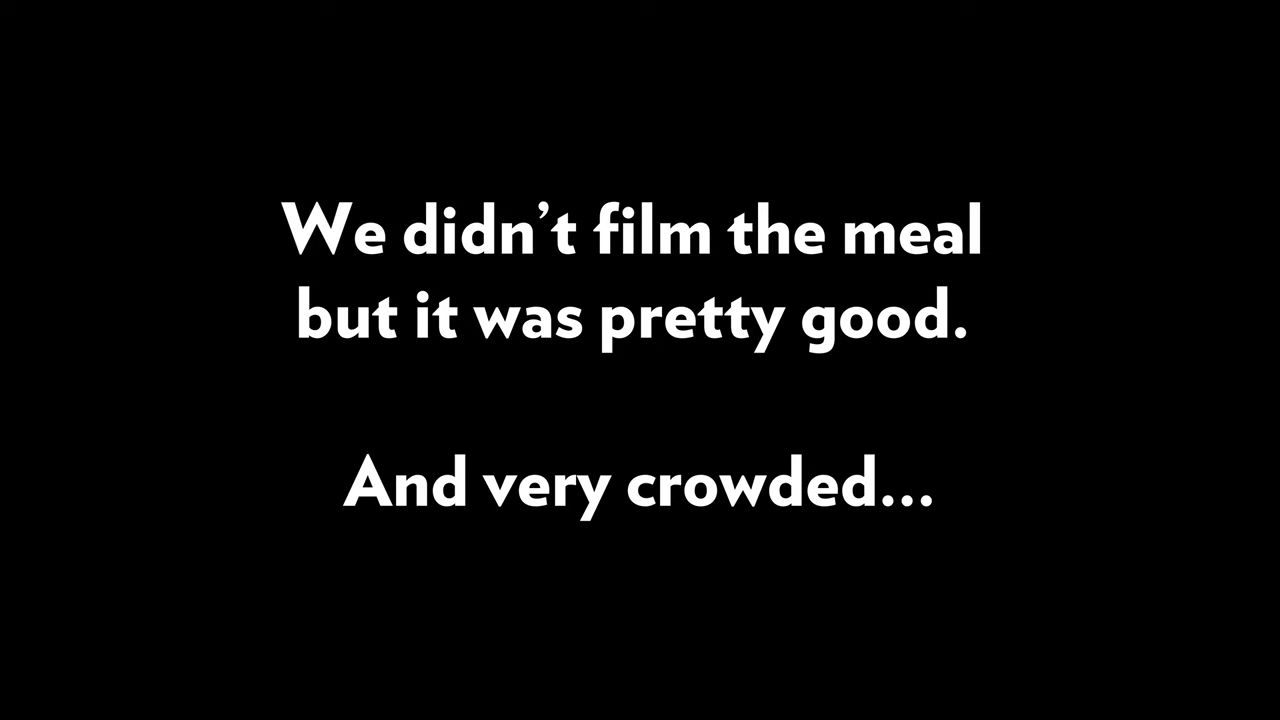 We didn’t film the meal
but it was pretty good.
And very crowded...